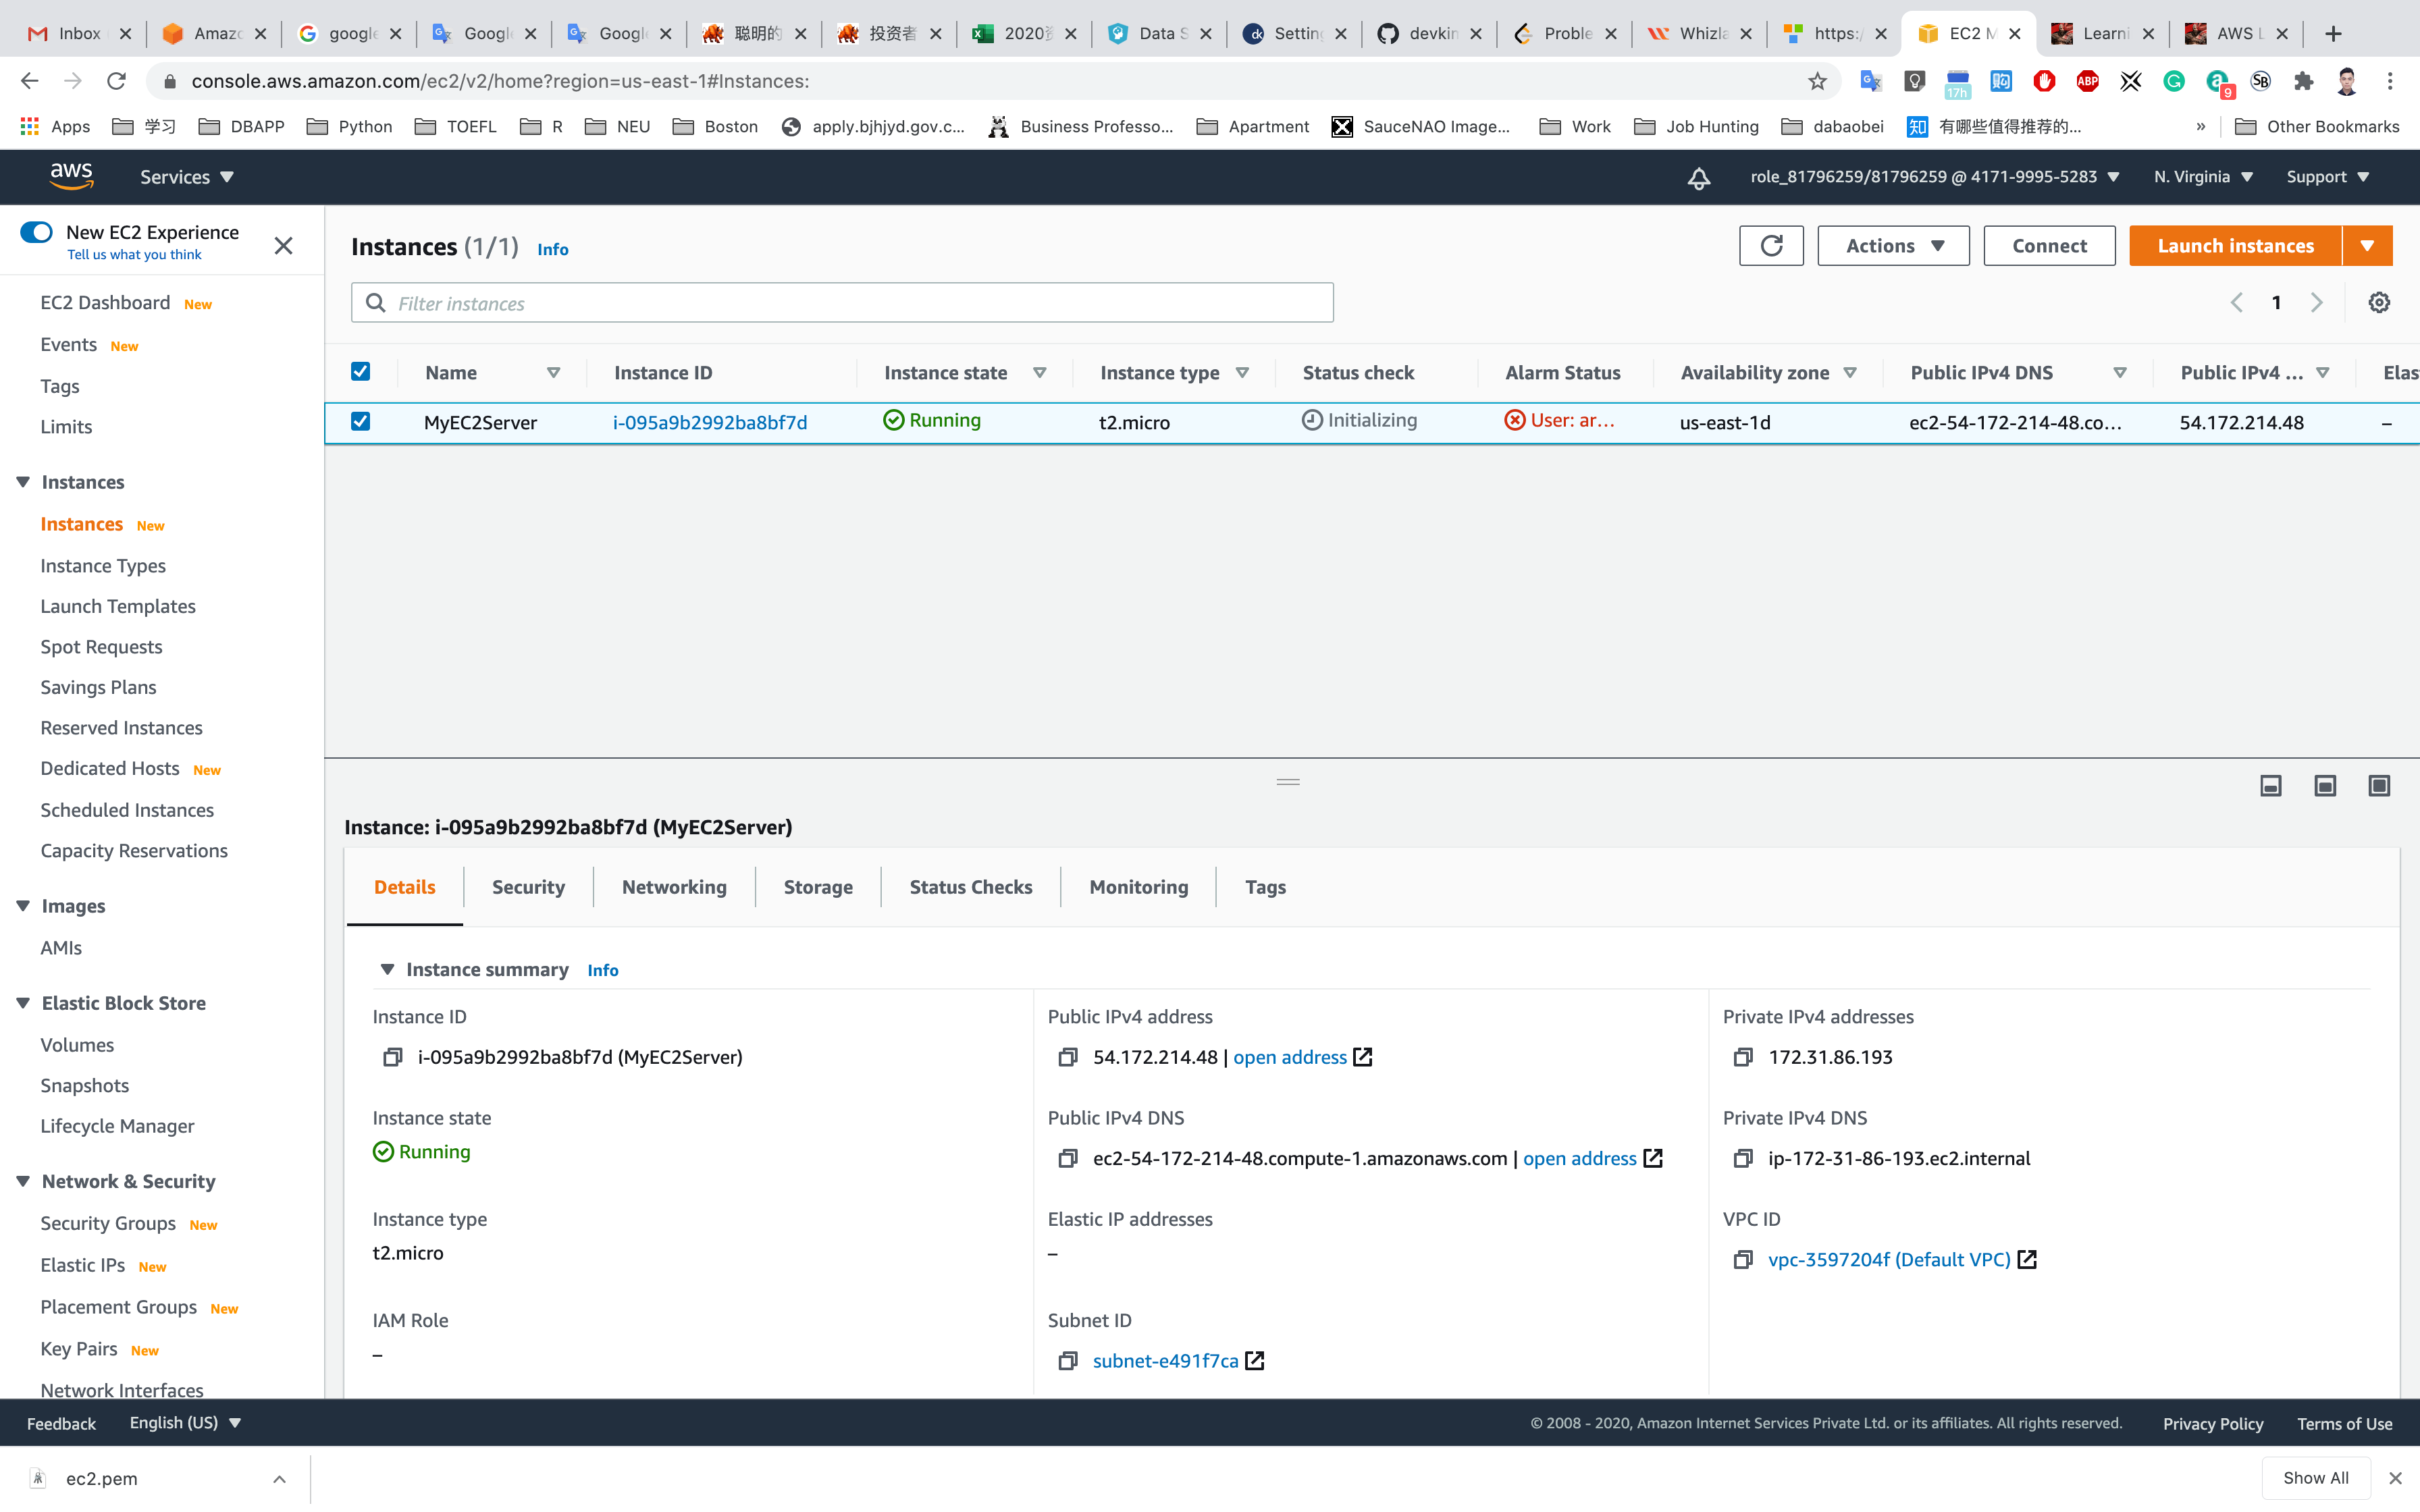 Inbox
Amaz
google
Google
Google
聪明的
投资者
2020资
Data S
Setting
devkin
Proble
Whizla
https:/
EC2 M
Learni
AWS L
console.aws.amazon.com/ec2/v2/home?region=us-east-1#Instances:
17h
ABP
9
SB
Apps
学习
DBAPP
Python
TOEFL
R
NEU
Boston
apply.bjhjyd.gov.c...
Business Professo...
Apartment
SauceNAO Image...
Work
Job Hunting
dabaobei
知
有哪些值得推荐的...
»
Other Bookmarks
aws
Services
role_81796259/81796259 @ 4171-9995-5283
N. Virginia
Support
New EC2 Experience
Tell us what you think
EC2 Dashboard New
Events New
Tags
Limits
Instances
Instances New
Instance Types
Launch Templates
Spot Requests
Savings Plans
Reserved Instances
Dedicated Hosts New
Scheduled Instances
Capacity Reservations
Images
AMIs
Elastic Block Store
Volumes
Snapshots
Lifecycle Manager
Network & Security
Security Groups New
Elastic IPs New
Placement Groups New
Key Pairs New
Network Interfaces
Instances (1/1) Info
Actions
Connect
Launch instances
Filter instances
1
Name Instance ID Instance state Instance type Status check Alarm Status Availability zone Public IPv4 DNS Public IPv4 ... Elas
MyEC2Server i-095a9b2992ba8bf7d Running t2.micro Initializing User: ar... us-east-1d ec2-54-172-214-48.co... 54.172.214.48 –
Instance: i-095a9b2992ba8bf7d (MyEC2Server)
Details Security Networking Storage Status Checks Monitoring Tags
Instance summary Info
Instance ID
i-095a9b2992ba8bf7d (MyEC2Server)
Public IPv4 address
54.172.214.48 | open address
Private IPv4 addresses
172.31.86.193
Instance state
Running
Public IPv4 DNS
ec2-54-172-214-48.compute-1.amazonaws.com | open address
Private IPv4 DNS
ip-172-31-86-193.ec2.internal
Instance type
t2.micro
Elastic IP addresses
–
VPC ID
vpc-3597204f (Default VPC)
IAM Role
–
Subnet ID
subnet-e491f7ca
Feedback
English (US)
© 2008 - 2020, Amazon Internet Services Private Ltd. or its affiliates. All rights reserved.
Privacy Policy
Terms of Use
ec2.pem
Show All